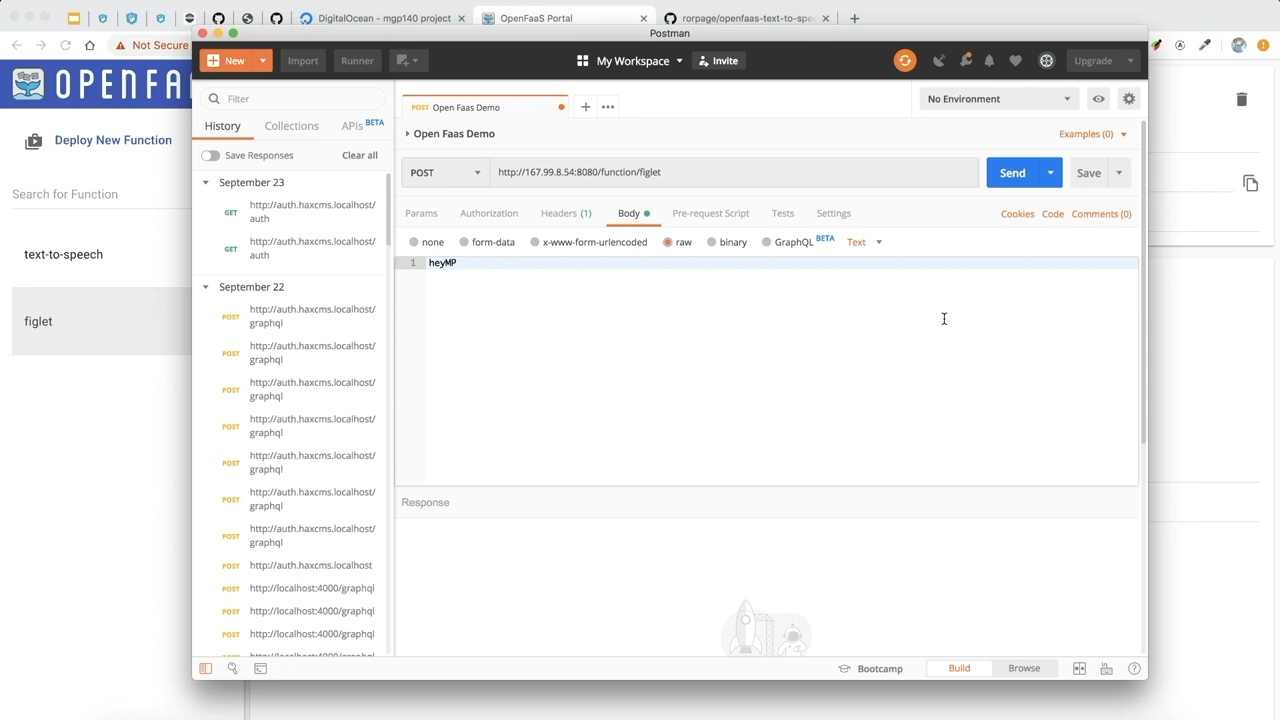 DigitalOcean - mgp140 project
OpenFaaS Portal
rorpage/openfaas-text-to-spe
Not Secure
OPENFA
Deploy New Function
Search for Function
text-to-speech
figlet
Postman
New
Import
Runner
My Workspace
Invite
Upgrade
Filter
History
Collections
APIs BETA
Save Responses
Clear all
September 23
GET http://auth.haxcms.localhost/
auth
GET http://auth.haxcms.localhost/
auth
September 22
POST http://auth.haxcms.localhost/
graphql
POST http://auth.haxcms.localhost/
graphql
POST http://auth.haxcms.localhost/
graphql
POST http://auth.haxcms.localhost/
graphql
POST http://auth.haxcms.localhost/
graphql
POST http://auth.haxcms.localhost/
graphql
POST http://auth.haxcms.localhost/
graphql
POST http://auth.haxcms.localhost
POST http://localhost:4000/graphql
POST http://localhost:4000/graphql
POST http://localhost:4000/graphql
POST Open Faas Demo
No Environment
Open Faas Demo
Examples (0)
POST
http://167.99.8.54:8080/function/figlet
Send
Save
Params
Authorization
Headers (1)
Body
Pre-request Script
Tests
Settings
Cookies
Code
Comments (0)
none
form-data
x-www-form-urlencoded
raw
binary
GraphQL BETA
Text
1 heyMP
Response
Bootcamp
Build
Browse